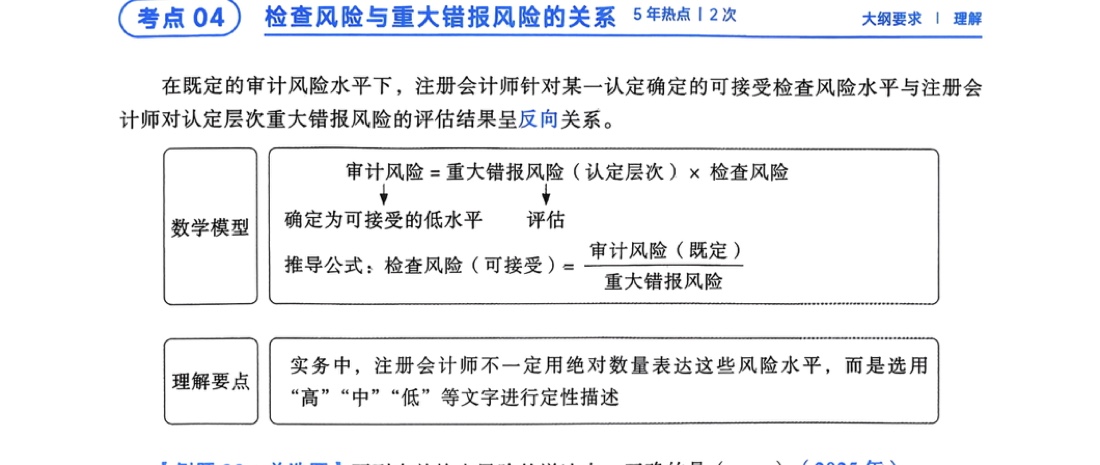 考点 04 检查风险与重大错报风险的关系 5 年热点 | 2 次 大纲要求 | 理解
在既定的审计风险水平下，注册会计师针对某一认定确定的可接受检查风险水平与注册会
计师对认定层次重大错报风险的评估结果呈反向关系。
数学模型
审计风险 = 重大错报风险（认定层次）× 检查风险
确定为可接受的低水平 评估
推导公式：检查风险（可接受）= 审计风险（既定）
重大错报风险
理解要点
实务中，注册会计师不一定用绝对数量表达这些风险水平，而是选用
“高”“中”“低”等文字进行定性描述